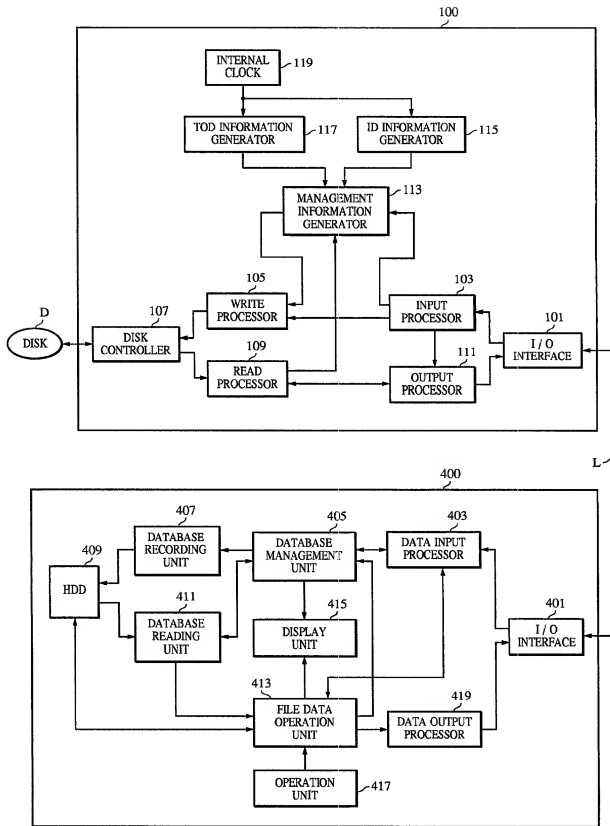 100
INTERNAL
CLOCK
119
TOD INFORMATION
GENERATOR
117
ID INFORMATION
GENERATOR
115
MANAGEMENT
INFORMATION
GENERATOR
113
105
WRITE
PROCESSOR
103
INPUT
PROCESSOR
D
DISK
107
DISK
CONTROLLER
109
READ
PROCESSOR
111
OUTPUT
PROCESSOR
101
I / O
INTERFACE
L
400
407
DATABASE
RECORDING
UNIT
405
DATABASE
MANAGEMENT
UNIT
403
DATA INPUT
PROCESSOR
409
HDD
411
DATABASE
READING
UNIT
415
DISPLAY
UNIT
401
I / O
INTERFACE
413
FILE DATA
OPERATION
UNIT
419
DATA OUTPUT
PROCESSOR
OPERATION
UNIT
417